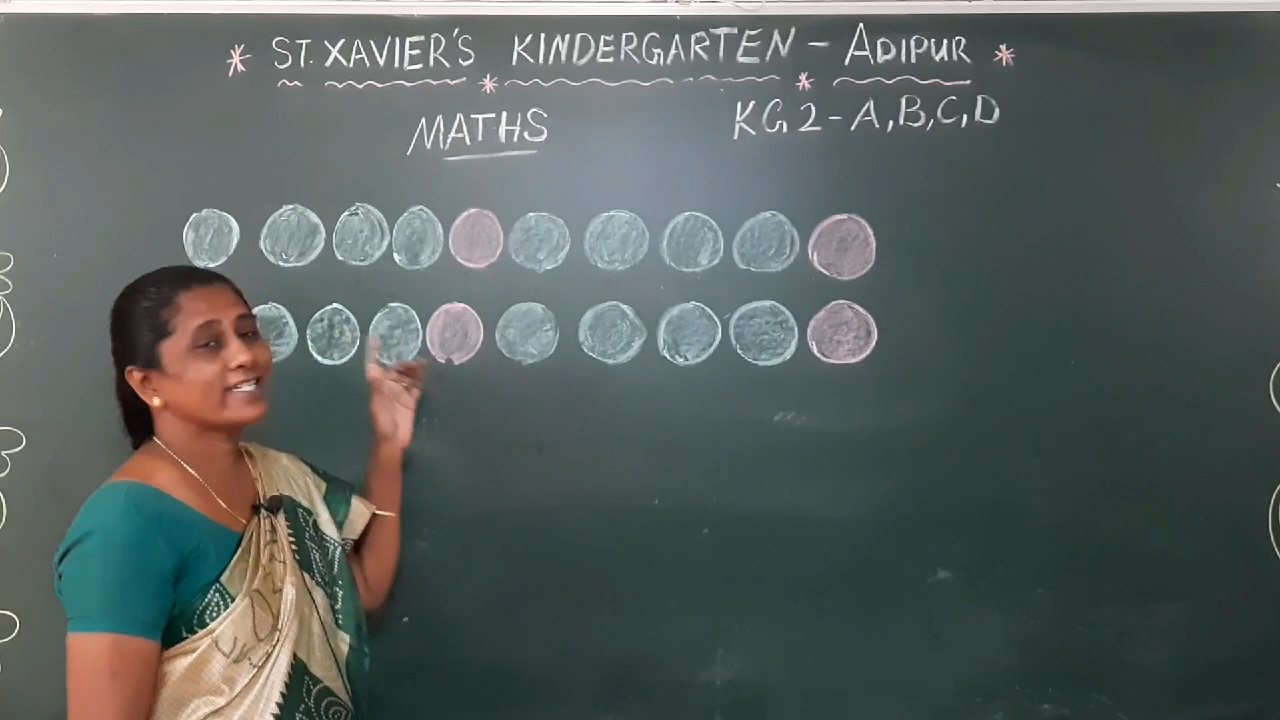 * ST. XAVIER'S KINDERGARTEN - ADIPUR *
MATHS
KG 2 - A, B, C, D